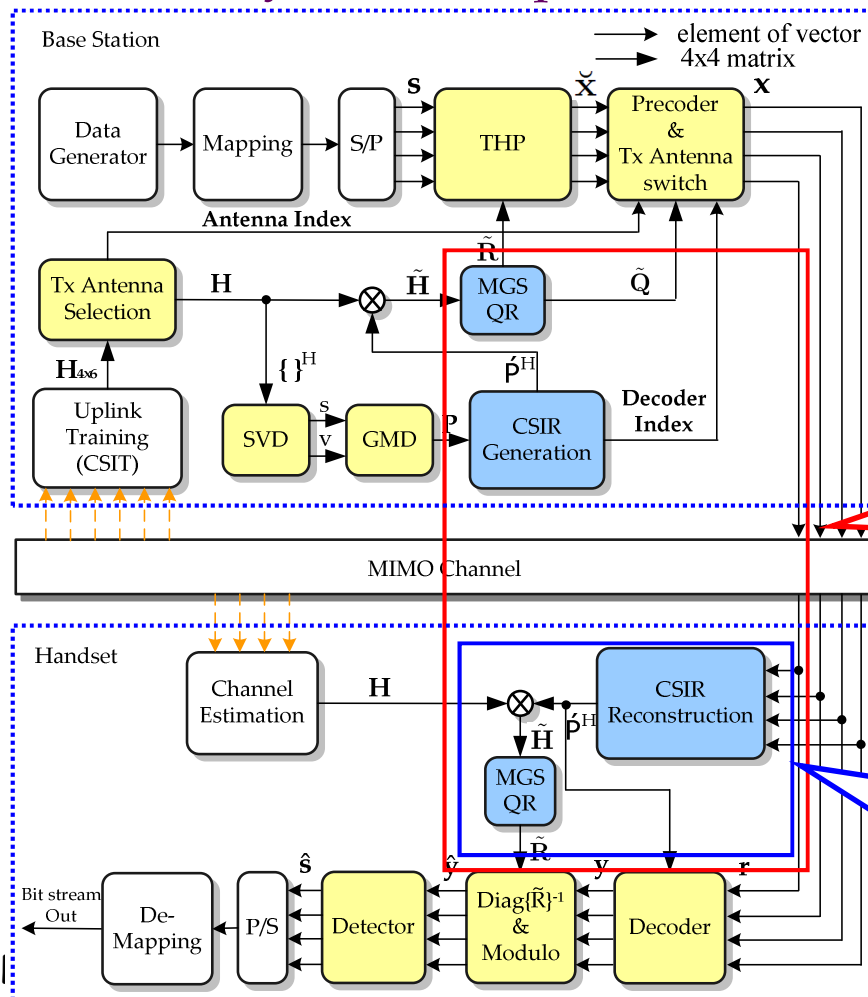 Base Station
element of vector
4x4 matrix
s
x̆
x
Data
Generator
Mapping
S/P
THP
Precoder
&
Tx Antenna
switch
Antenna Index
R̃
Tx Antenna
Selection
H
H̃
MGS
QR
Q̃
{ }ᴴ
Ṕᴴ
H4x6
Decoder
Index
Uplink
Training
(CSIT)
SVD
s
v
GMD
P
CSIR
Generation
MIMO Channel
Handset
Channel
Estimation
H
CSIR
Reconstruction
Ṕᴴ
H̃
MGS
QR
R̃
ŝ
ŷ
y
r
Bit stream
Out
De-
Mapping
P/S
Detector
Diag{R̃}⁻¹
&
Modulo
Decoder